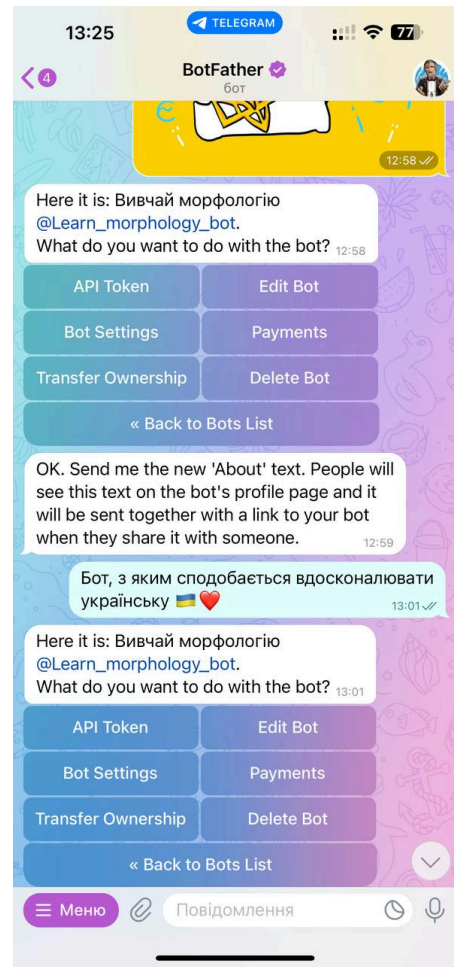 13:25
TELEGRAM
77
4
BotFather
бот
12:58
Here it is: Вивчай морфологію
@Learn_morphology_bot.
What do you want to do with the bot? 12:58
API Token Edit Bot
Bot Settings Payments
Transfer Ownership Delete Bot
« Back to Bots List
OK. Send me the new 'About' text. People will
see this text on the bot's profile page and it
will be sent together with a link to your bot
when they share it with someone. 12:59
Бот, з яким сподобається вдосконалювати
українську 🇺🇦❤️ 13:01
Here it is: Вивчай морфологію
@Learn_morphology_bot.
What do you want to do with the bot? 13:01
API Token Edit Bot
Bot Settings Payments
Transfer Ownership Delete Bot
« Back to Bots List
Меню Повідомлення